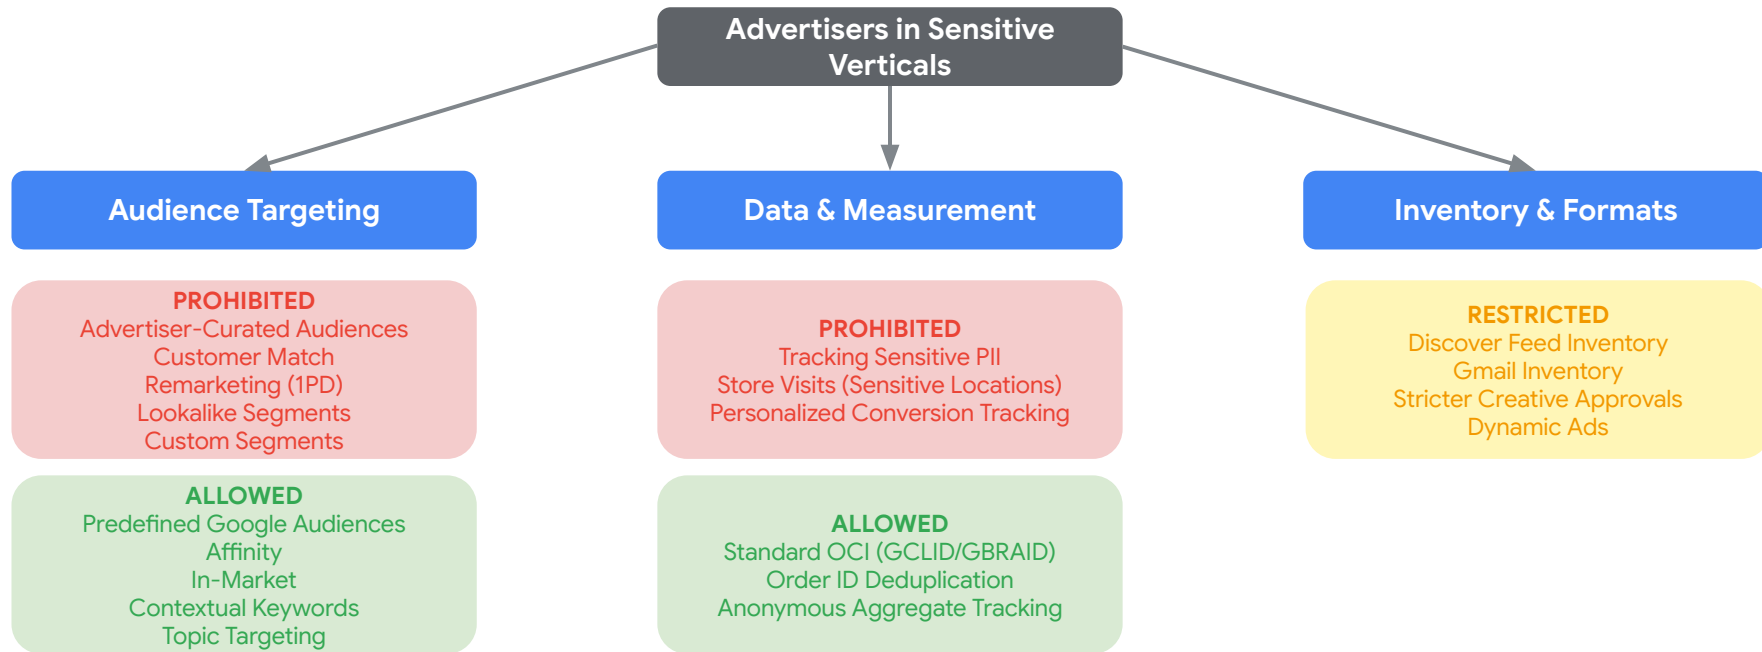 Advertisers in Sensitive
Verticals
Audience Targeting
PROHIBITED
Advertiser-Curated Audiences
Customer Match
Remarketing (1PD)
Lookalike Segments
Custom Segments
ALLOWED
Predefined Google Audiences
Affinity
In-Market
Contextual Keywords
Topic Targeting
Data & Measurement
PROHIBITED
Tracking Sensitive PII
Store Visits (Sensitive Locations)
Personalized Conversion Tracking
ALLOWED
Standard OCI (GCLID/GBRAID)
Order ID Deduplication
Anonymous Aggregate Tracking
Inventory & Formats
RESTRICTED
Discover Feed Inventory
Gmail Inventory
Stricter Creative Approvals
Dynamic Ads